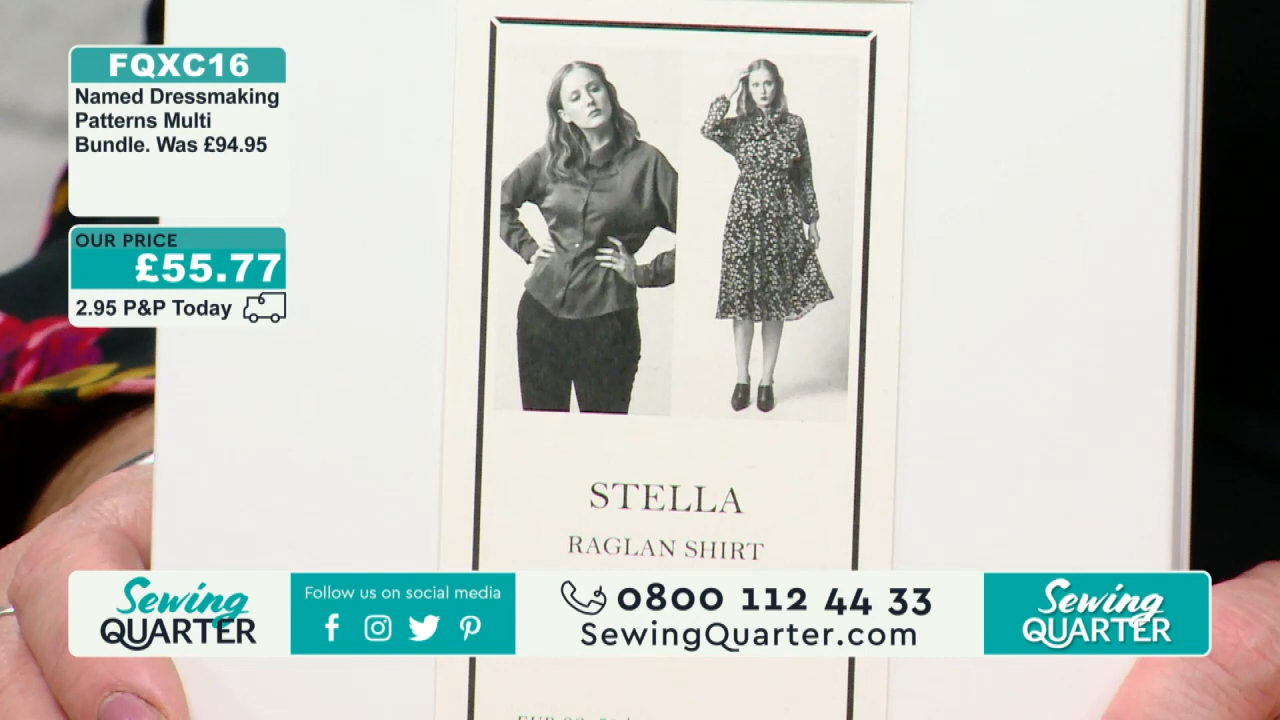 FQXC16
Named Dressmaking
Patterns Multi
Bundle. Was £94.95
OUR PRICE
£55.77
2.95 P&P Today
STELLA
RAGLAN SHIRT
Sewing
QUARTER
Follow us on social media
0800 112 44 33
SewingQuarter.com
Sewing
QUARTER